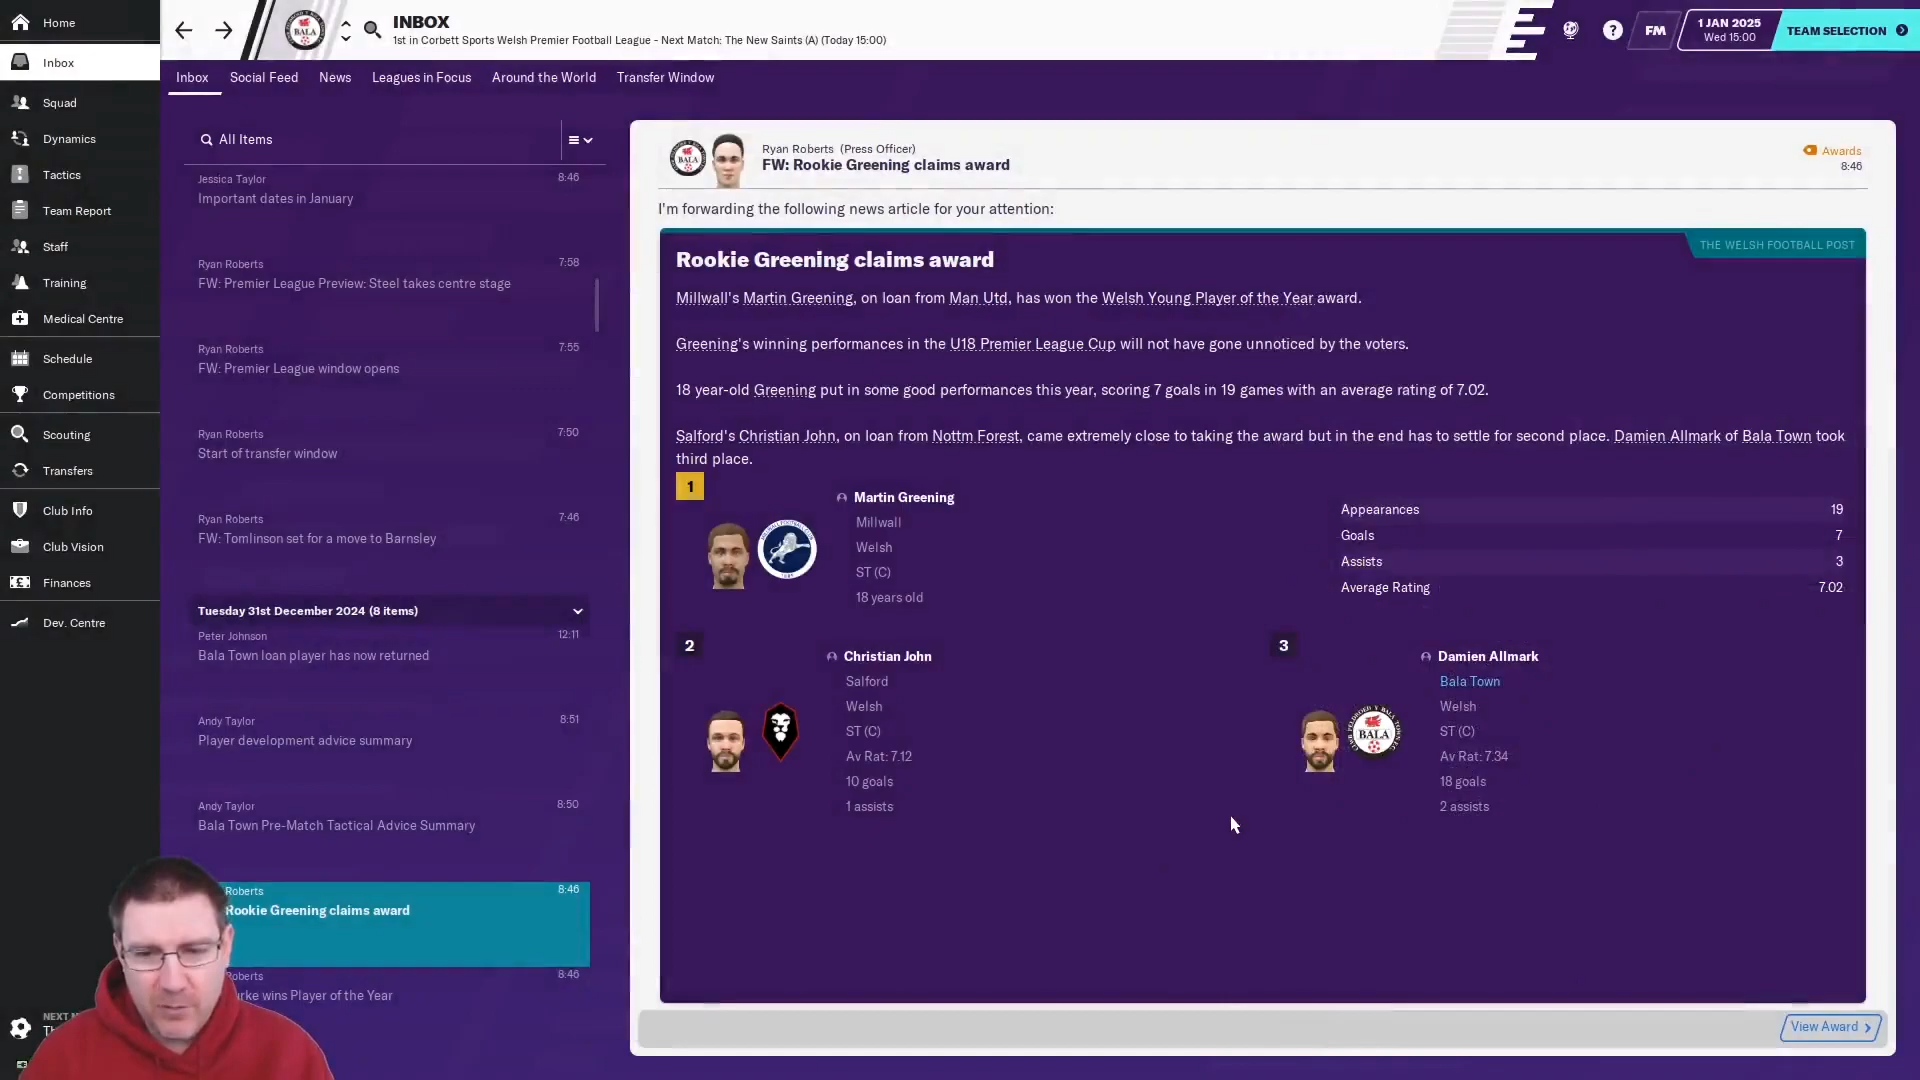 Home
Inbox
Squad
Dynamics
Tactics
Team Report
Staff
Training
Medical Centre
Schedule
Competitions
Scouting
Transfers
Club Info
Club Vision
Finances
Dev. Centre
INBOX
1st in Corbett Sports Welsh Premier Football League - Next Match: The New Saints (A) (Today 15:00)
FM
1 JAN 2025
Wed 15:00
TEAM SELECTION
Inbox
Social Feed
News
Leagues in Focus
Around the World
Transfer Window
All Items
Jessica Taylor 8:46
Important dates in January
Ryan Roberts 7:58
FW: Premier League Preview: Steel takes centre stage
Ryan Roberts 7:55
FW: Premier League window opens
Ryan Roberts 7:50
Start of transfer window
Ryan Roberts 7:46
FW: Tomlinson set for a move to Barnsley
Tuesday 31st December 2024 (8 items)
Peter Johnson 12:11
Bala Town loan player has now returned
Andy Taylor 8:51
Player development advice summary
Andy Taylor 8:50
Bala Town Pre-Match Tactical Advice Summary
Roberts 8:46
Rookie Greening claims award
Roberts 8:46
wins Player of the Year
Ryan Roberts (Press Officer)
FW: Rookie Greening claims award
Awards
8:46
I'm forwarding the following news article for your attention:
THE WELSH FOOTBALL POST
Rookie Greening claims award
Millwall's Martin Greening, on loan from Man Utd, has won the Welsh Young Player of the Year award.
Greening's winning performances in the U18 Premier League Cup will not have gone unnoticed by the voters.
18 year-old Greening put in some good performances this year, scoring 7 goals in 19 games with an average rating of 7.02.
Salford's Christian John, on loan from Nottm Forest, came extremely close to taking the award but in the end has to settle for second place. Damien Allmark of Bala Town took
third place.
1
Martin Greening
Millwall
Welsh
ST (C)
18 years old
Appearances 19
Goals 7
Assists 3
Average Rating 7.02
2
Christian John
Salford
Welsh
ST (C)
Av Rat: 7.12
10 goals
1 assists
3
Damien Allmark
Bala Town
Welsh
ST (C)
Av Rat: 7.34
18 goals
2 assists
View Award
BALA
BALA
BALA